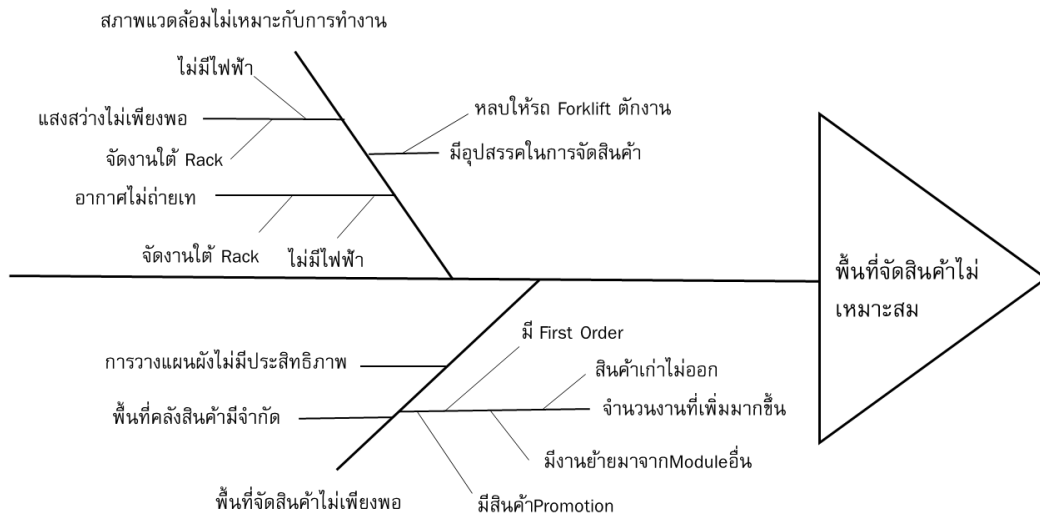 สภาพแวดล้อมไม่เหมาะกับการทำงาน
ไม่มีไฟฟ้า
แสงสว่างไม่เพียงพอ
จัดงานใต้ Rack
อากาศไม่ถ่ายเท
จัดงานใต้ Rack
ไม่มีไฟฟ้า
หลบให้รถ Forklift ตักงาน
มีอุปสรรคในการจัดสินค้า
พื้นที่จัดสินค้าไม่
เหมาะสม
มี First Order
การวางแผนผังไม่มีประสิทธิภาพ
สินค้าเก่าไม่ออก
พื้นที่คลังสินค้ามีจำกัด
จำนวนงานที่เพิ่มมากขึ้น
มีงานย้ายมาจากModuleอื่น
พื้นที่จัดสินค้าไม่เพียงพอ
มีสินค้าPromotion